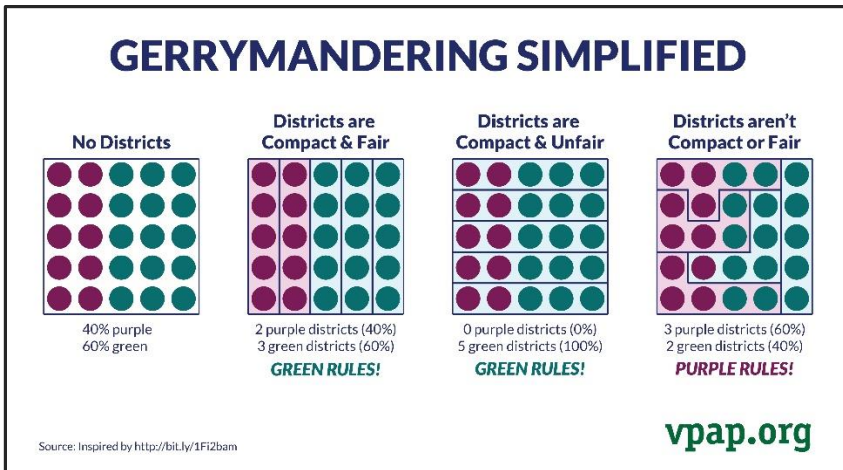 GERRYMANDERING SIMPLIFIED
No Districts
40% purple
60% green
Districts are
Compact & Fair
2 purple districts (40%)
3 green districts (60%)
GREEN RULES!
Districts are
Compact & Unfair
0 purple districts (0%)
5 green districts (100%)
GREEN RULES!
Districts aren't
Compact or Fair
3 purple districts (60%)
2 green districts (40%)
PURPLE RULES!
Source: Inspired by http://bit.ly/1Fi2bam
vpap.org